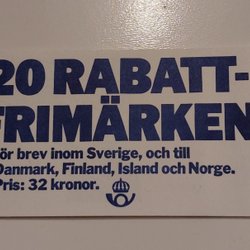 20 RABATT-
FRIMÄRKEN
för brev inom Sverige, och till
Danmark, Finland, Island och Norge.
Pris: 32 kronor.